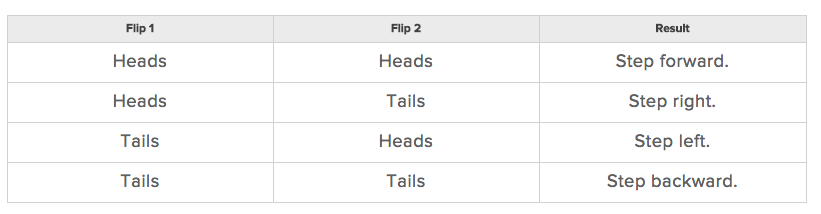 Flip 1 Flip 2 Result
Heads Heads Step forward.
Heads Tails Step right.
Tails Heads Step left.
Tails Tails Step backward.